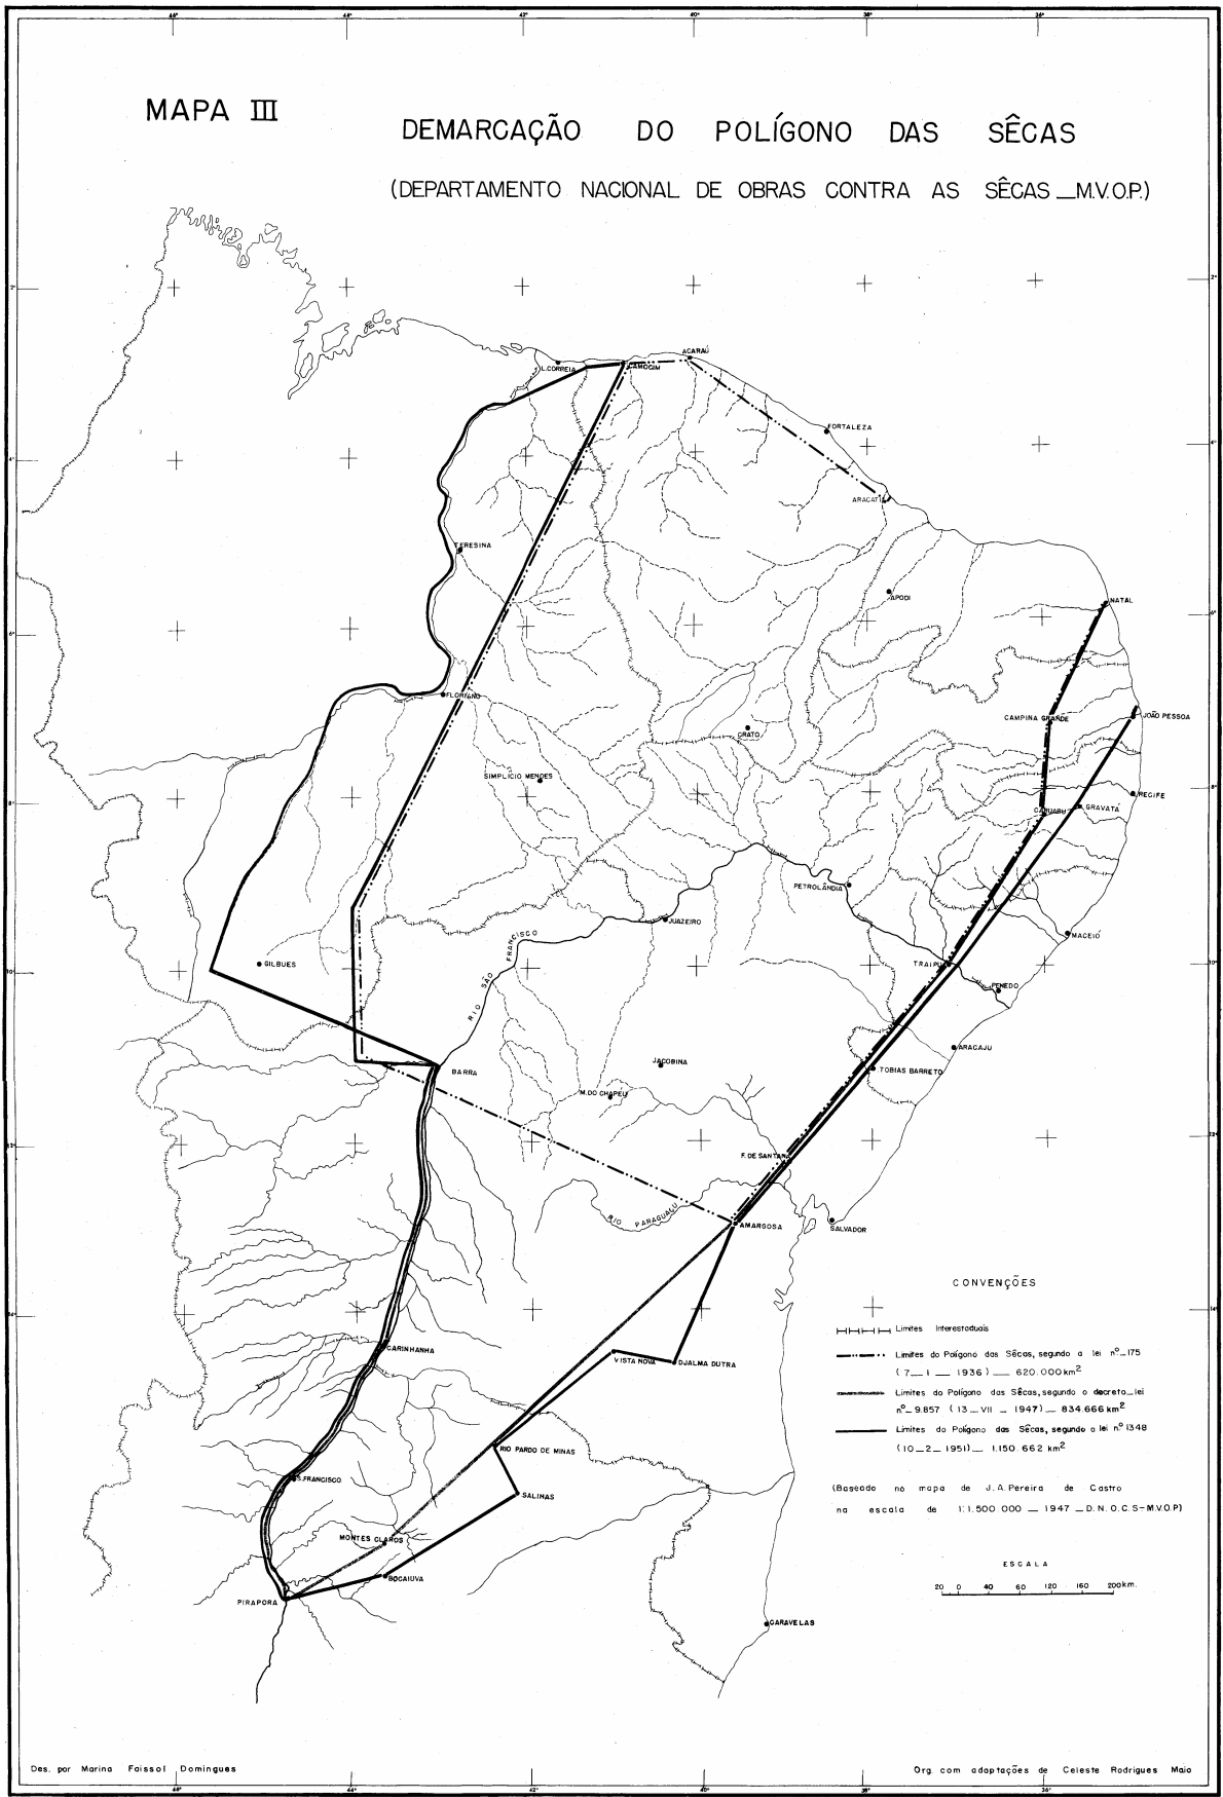 MAPA III
DEMARCAÇÃO DO POLÍGONO DAS SÊCAS
(DEPARTAMENTO NACIONAL DE OBRAS CONTRA AS SÊCAS _ M.V.O.P.)
ACARAÚ
L.CORREIA
CAMOCIM
FORTALEZA
ARACATI
TERESINA
APODI
NATAL
FLORIANO
CAMPINA GRANDE
JOÃO PESSOA
CRATO
SIMPLÍCIO MENDES
RECIFE
CARUARU
GRAVATÁ
PETROLÂNDIA
JUAZEIRO
RIO SÃO FRANCISCO
MACEIÓ
GILBUES
TRAIPU
PENEDO
ARACAJU
JACOBINA
BARRA
TOBIAS BARRETO
M.DO CHAPEU
F. DE SANTANA
RIO PARAGUAÇU
AMARGOSA
SALVADOR
CONVENÇÕES
Limites Interestaduais
CARINHANHA
VISTA NOVA
DJALMA DUTRA
Limites do Polígono das Sêcas, segundo a lei nº_175
(7_I_1936)_620.000km²
Limites do Polígono das Sêcas, segundo o decreto_lei
nº_9.857 (13_VII_1947)_834.666 km²
Limites do Polígono das Sêcas, segundo a lei nº 1348
(10_2_1951)_1.150.662 km²
RIO PARDO DE MINAS
S.FRANCISCO
SALINAS
(Baseado no mapa de J.A. Pereira de Castro
na escala de 1:1.500 000 _ 1947 _ D.N.O.C.S-M.V.O.P)
MONTES CLAROS
ESCALA
BOCAIUVA
20 0 40 60 120 160 200km.
PIRAPORA
CARAVELAS
Des. por Marina Faissol Domingues
Org. com adaptações de Celeste Rodrigues Maio